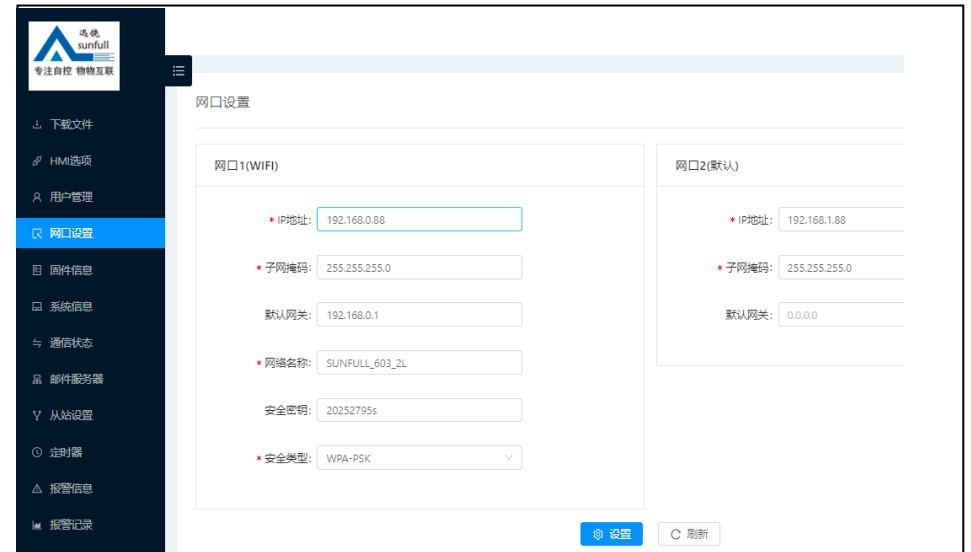 迅饶
sunfull
专注自控 物物互联
下载文件
HMI选项
用户管理
网口设置
固件信息
系统信息
通信状态
邮件服务器
从站设置
定时器
报警信息
报警记录
网口设置
网口1(WIFI)
* IP地址: 192.168.0.88
* 子网掩码: 255.255.255.0
默认网关: 192.168.0.1
* 网络名称: SUNFULL_603_2L
安全密钥: 20252795s
* 安全类型: WPA-PSK
网口2(默认)
* IP地址: 192.168.1.88
* 子网掩码: 255.255.255.0
默认网关: 0.0.0.0
设置
刷新